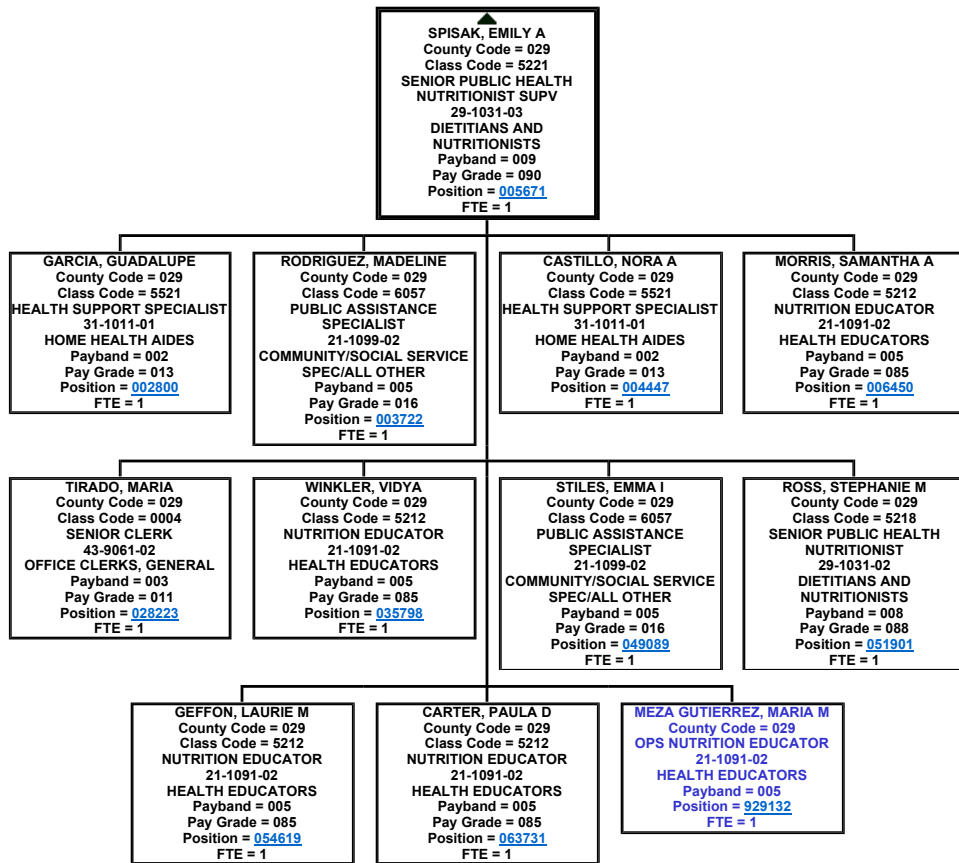 SPISAK, EMILY A
County Code = 029
Class Code = 5221
SENIOR PUBLIC HEALTH
NUTRITIONIST SUPV
29-1031-03
DIETITIANS AND
NUTRITIONISTS
Payband = 009
Pay Grade = 090
Position = 005671
FTE = 1
GARCIA, GUADALUPE
County Code = 029
Class Code = 5521
HEALTH SUPPORT SPECIALIST
31-1011-01
HOME HEALTH AIDES
Payband = 002
Pay Grade = 013
Position = 002800
FTE = 1
RODRIGUEZ, MADELINE
County Code = 029
Class Code = 6057
PUBLIC ASSISTANCE
SPECIALIST
21-1099-02
COMMUNITY/SOCIAL SERVICE
SPEC/ALL OTHER
Payband = 005
Pay Grade = 016
Position = 003722
FTE = 1
CASTILLO, NORA A
County Code = 029
Class Code = 5521
HEALTH SUPPORT SPECIALIST
31-1011-01
HOME HEALTH AIDES
Payband = 002
Pay Grade = 013
Position = 004447
FTE = 1
MORRIS, SAMANTHA A
County Code = 029
Class Code = 5212
NUTRITION EDUCATOR
21-1091-02
HEALTH EDUCATORS
Payband = 005
Pay Grade = 085
Position = 006450
FTE = 1
TIRADO, MARIA
County Code = 029
Class Code = 0004
SENIOR CLERK
43-9061-02
OFFICE CLERKS, GENERAL
Payband = 003
Pay Grade = 011
Position = 028223
FTE = 1
WINKLER, VIDYA
County Code = 029
Class Code = 5212
NUTRITION EDUCATOR
21-1091-02
HEALTH EDUCATORS
Payband = 005
Pay Grade = 085
Position = 035798
FTE = 1
STILES, EMMA I
County Code = 029
Class Code = 6057
PUBLIC ASSISTANCE
SPECIALIST
21-1099-02
COMMUNITY/SOCIAL SERVICE
SPEC/ALL OTHER
Payband = 005
Pay Grade = 016
Position = 049089
FTE = 1
ROSS, STEPHANIE M
County Code = 029
Class Code = 5218
SENIOR PUBLIC HEALTH
NUTRITIONIST
29-1031-02
DIETITIANS AND
NUTRITIONISTS
Payband = 008
Pay Grade = 088
Position = 051901
FTE = 1
GEFFON, LAURIE M
County Code = 029
Class Code = 5212
NUTRITION EDUCATOR
21-1091-02
HEALTH EDUCATORS
Payband = 005
Pay Grade = 085
Position = 054619
FTE = 1
CARTER, PAULA D
County Code = 029
Class Code = 5212
NUTRITION EDUCATOR
21-1091-02
HEALTH EDUCATORS
Payband = 005
Pay Grade = 085
Position = 063731
FTE = 1
MEZA GUTIERREZ, MARIA M
County Code = 029
OPS NUTRITION EDUCATOR
21-1091-02
HEALTH EDUCATORS
Payband = 005
Position = 929132
FTE = 1